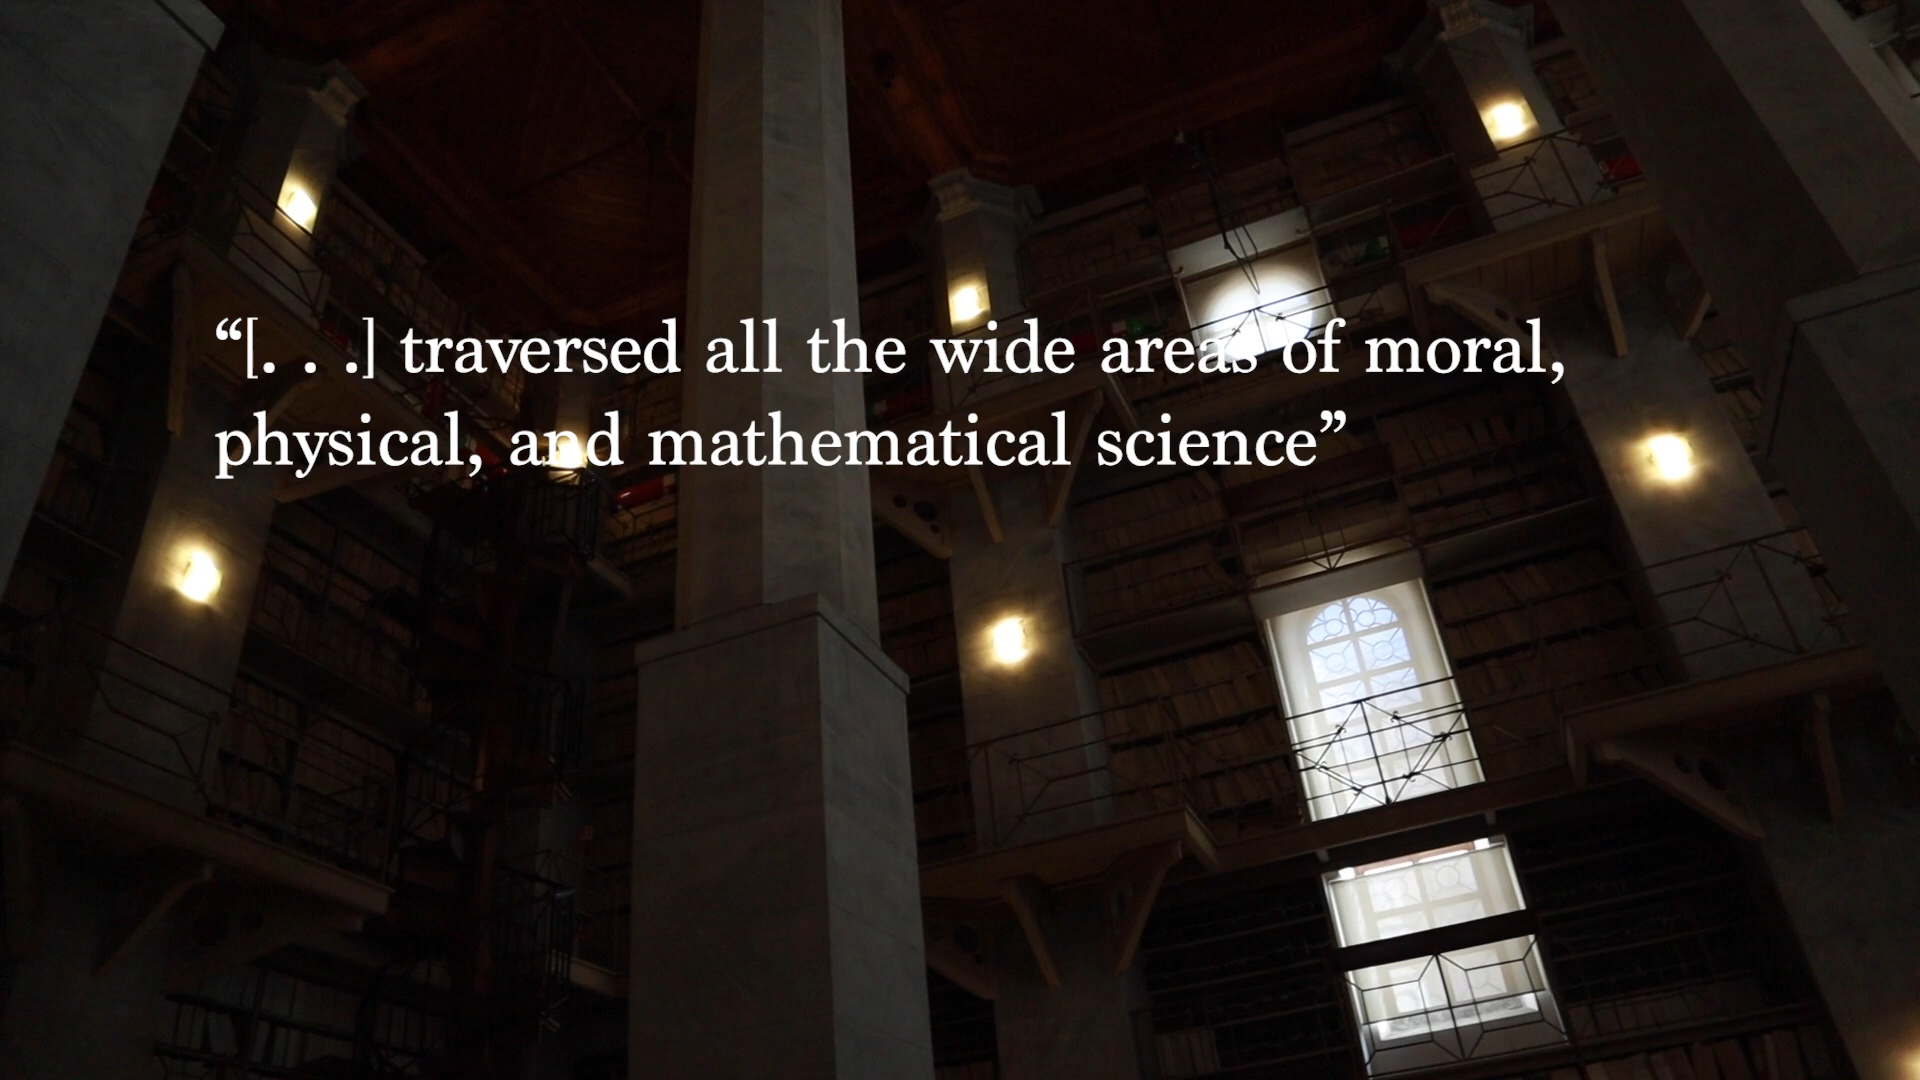 “[. . .] traversed all the wide areas of moral,
physical, and mathematical science”